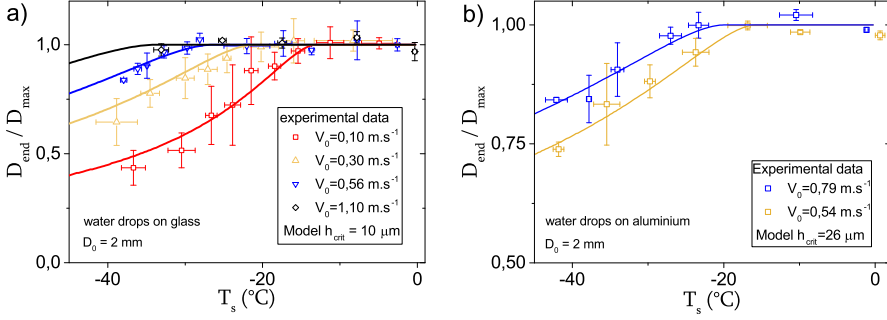 a)
D_end / D_max
1,0
0,5
0,0
experimental data
V_0=0,10 m.s^-1
V_0=0,30 m.s^-1
V_0=0,56 m.s^-1
V_0=1,10 m.s^-1
Model h_crit = 10 µm
water drops on glass
D_0 = 2 mm
-40 -20 0
T_s (°C)
b)
D_end / D_max
1,00
0,75
0,50
Experimental data
V_0=0,79 m.s^-1
V_0=0,54 m.s^-1
Model h_crit=26 µm
water drops on aluminium
D_0 = 2 mm
-40 -20 0
T_s (°C)